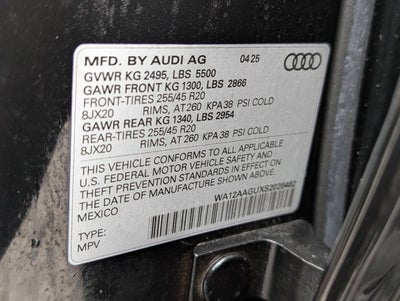 MFD. BY AUDI AG 04/25
GVWR KG 2495, LBS 5500
GAWR FRONT KG 1300, LBS 2866
FRONT-TIRES 255/45 R20
8JX20 RIMS, AT 260 KPA 38 PSI COLD
GAWR REAR KG 1340, LBS 2954
REAR-TIRES 255/45 R20
8JX20 RIMS, AT 260 KPA 38 PSI COLD
THIS VEHICLE CONFORMS TO ALL APPLICABLE
U.S. FEDERAL MOTOR VEHICLE SAFETY AND
THEFT PREVENTION STANDARDS IN EFFECT ON
THE DATE OF MANUFACTURE SHOWN ABOVE.
MEXICO
WA12AAGUXS2028482
TYPE:
MPV